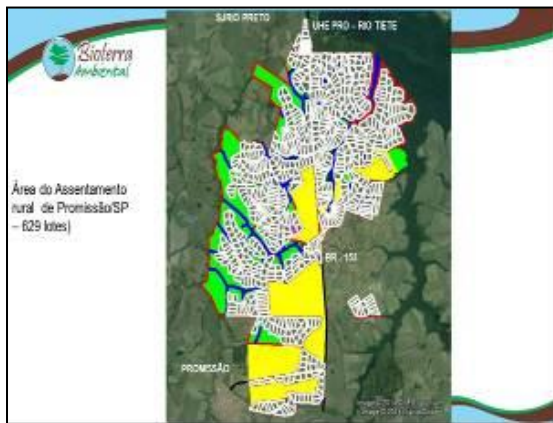 SJRIO PRETO
UHE PRO - RIO TIETE
Bioterra
Ambiental
Área do Assentamento
rural de Promissão/SP
– 629 lotes)
BR - 153
PROMISSÃO